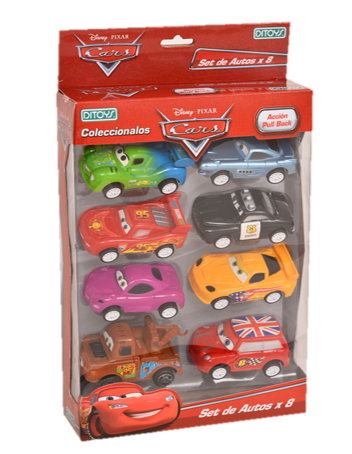 Disney PIXAR
Cars
DITOYS
Set de Autos x 8
DITOYS
Coleccionalos
Disney PIXAR
Cars
Acción
Pull Back
95
Set de Autos x 8